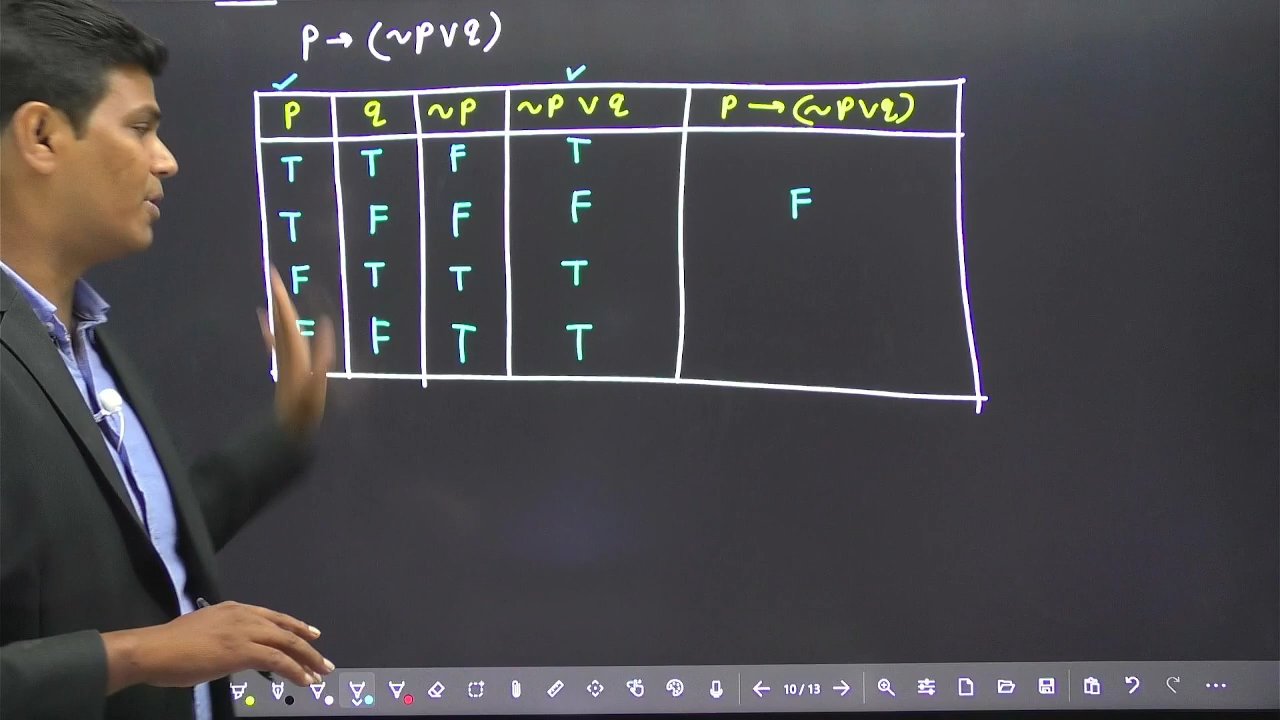 p → (~p ∨ q)
p q ~p ~p ∨ q p → (~p ∨ q)
T T F T
T F F F F
F T T T
F F T T
10/13